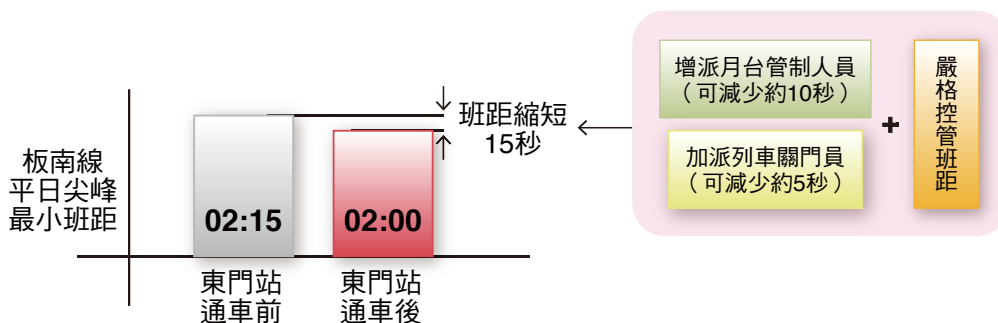 板南線
平日尖峰
最小班距
02:15
02:00
東門站
通車前
東門站
通車後
班距縮短
15秒
增派月台管制人員
（可減少約10秒）
加派列車關門員
（可減少約5秒）
+
嚴格控管班距